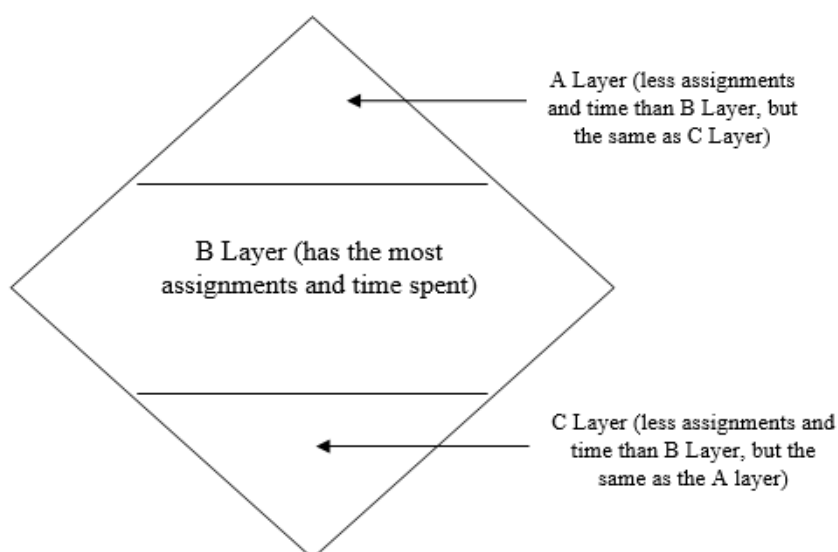 A Layer (less assignments
and time than B Layer, but
the same as C Layer)
B Layer (has the most
assignments and time spent)
C Layer (less assignments and
time than B Layer, but the
same as the A layer)